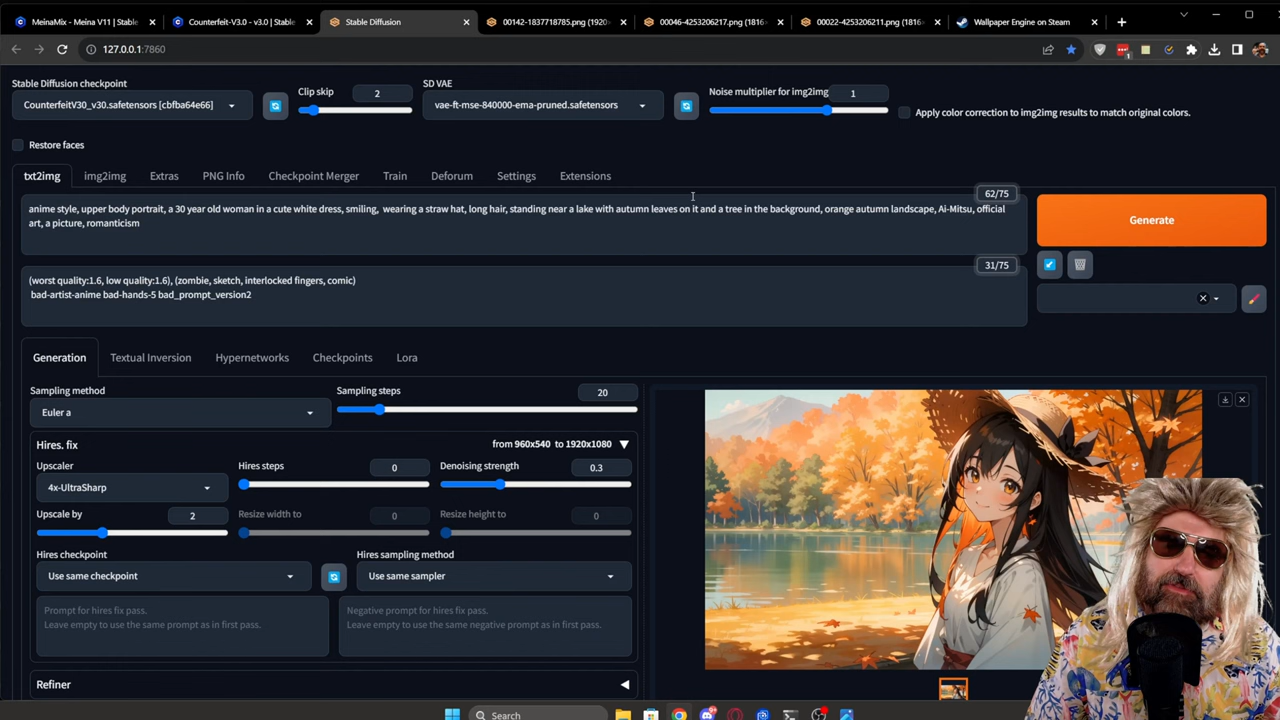 MeinaMix - Meina V11 | Stable
Counterfeit-V3.0 - v3.0 | Stable
Stable Diffusion
00142-1837718785.png (1920×
00046-4253206217.png (1816×
00022-4253206211.png (1816×
Wallpaper Engine on Steam
127.0.0.1:7860
1
Stable Diffusion checkpoint
CounterfeitV30_v30.safetensors [cbfba64e66]
Clip skip
2
SD VAE
vae-ft-mse-840000-ema-pruned.safetensors
Noise multiplier for img2img
1
Apply color correction to img2img results to match original colors.
Restore faces
txt2img
img2img
Extras
PNG Info
Checkpoint Merger
Train
Deforum
Settings
Extensions
62/75
anime style, upper body portrait, a 30 year old woman in a cute white dress, smiling, wearing a straw hat, long hair, standing near a lake with autumn leaves on it and a tree in the background, orange autumn landscape, Ai-Mitsu, official
art, a picture, romanticism
Generate
31/75
(worst quality:1.6, low quality:1.6), (zombie, sketch, interlocked fingers, comic)
bad-artist-anime bad-hands-5 bad_prompt_version2
Generation
Textual Inversion
Hypernetworks
Checkpoints
Lora
Sampling method
Euler a
Sampling steps
20
Hires. fix
from 960x540 to 1920x1080
Upscaler
4x-UltraSharp
Hires steps
0
Denoising strength
0.3
Upscale by
2
Resize width to
0
Resize height to
0
Hires checkpoint
Use same checkpoint
Hires sampling method
Use same sampler
Prompt for hires fix pass.
Leave empty to use the same prompt as in first pass.
Negative prompt for hires fix pass.
Leave empty to use the same negative prompt as in first pass.
Refiner
Search